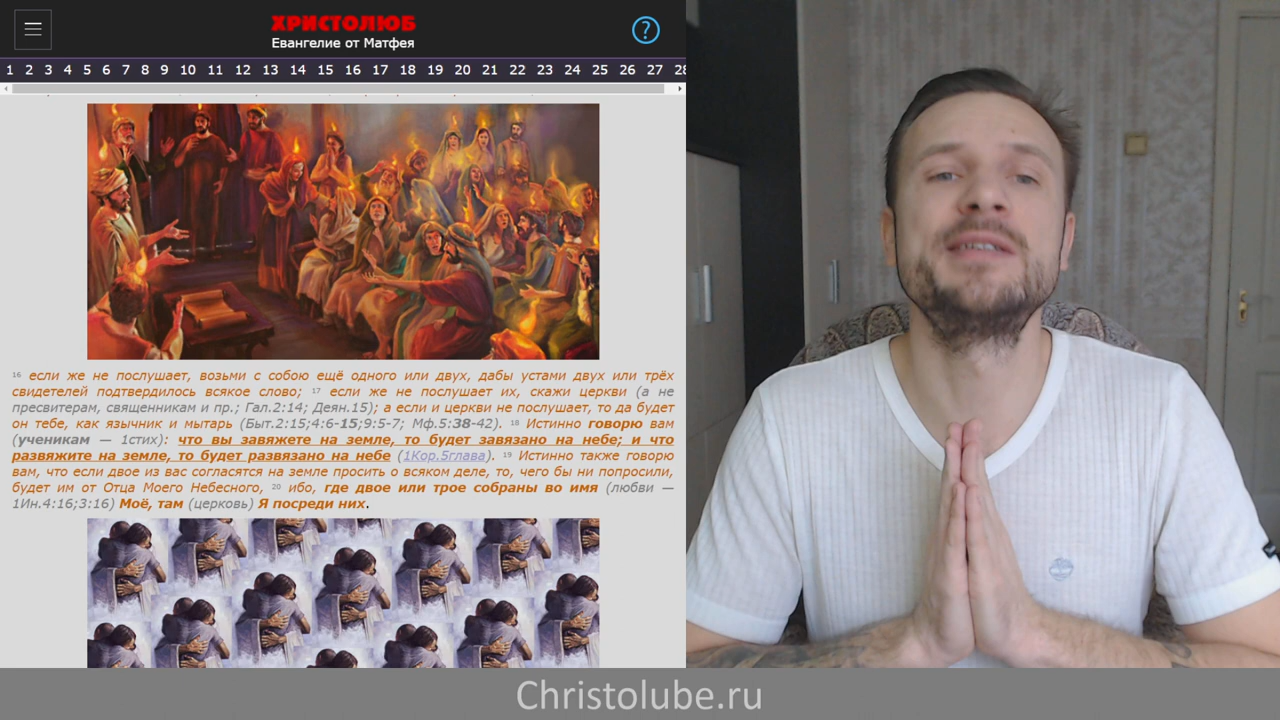 ХРИСТОЛЮБ
Евангелие от Матфея
?
1 2 3 4 5 6 7 8 9 10 11 12 13 14 15 16 17 18 19 20 21 22 23 24 25 26 27 28
16 если же не послушает, возьми с собою ещё одного или двух, дабы устами двух или трёх
свидетелей подтвердилось всякое слово; 17 если же не послушает их, скажи церкви (а не
пресвитерам, священникам и пр.; Гал.2:14; Деян.15); а если и церкви не послушает, то да будет
он тебе, как язычник и мытарь (Быт.2:15;4:6-15;9:5-7; Мф.5:38-42). 18 Истинно говорю вам
(ученикам — 1стих): что вы завяжете на земле, то будет завязано на небе; и что
развяжите на земле, то будет развязано на небе (1Кор.5глава). 19 Истинно также говорю
вам, что если двое из вас согласятся на земле просить о всяком деле, то, чего бы ни попросили,
будет им от Отца Моего Небесного, 20 ибо, где двое или трое собраны во имя (любви —
1Ин.4:16;3:16) Моё, там (церковь) Я посреди них.
Christolube.ru